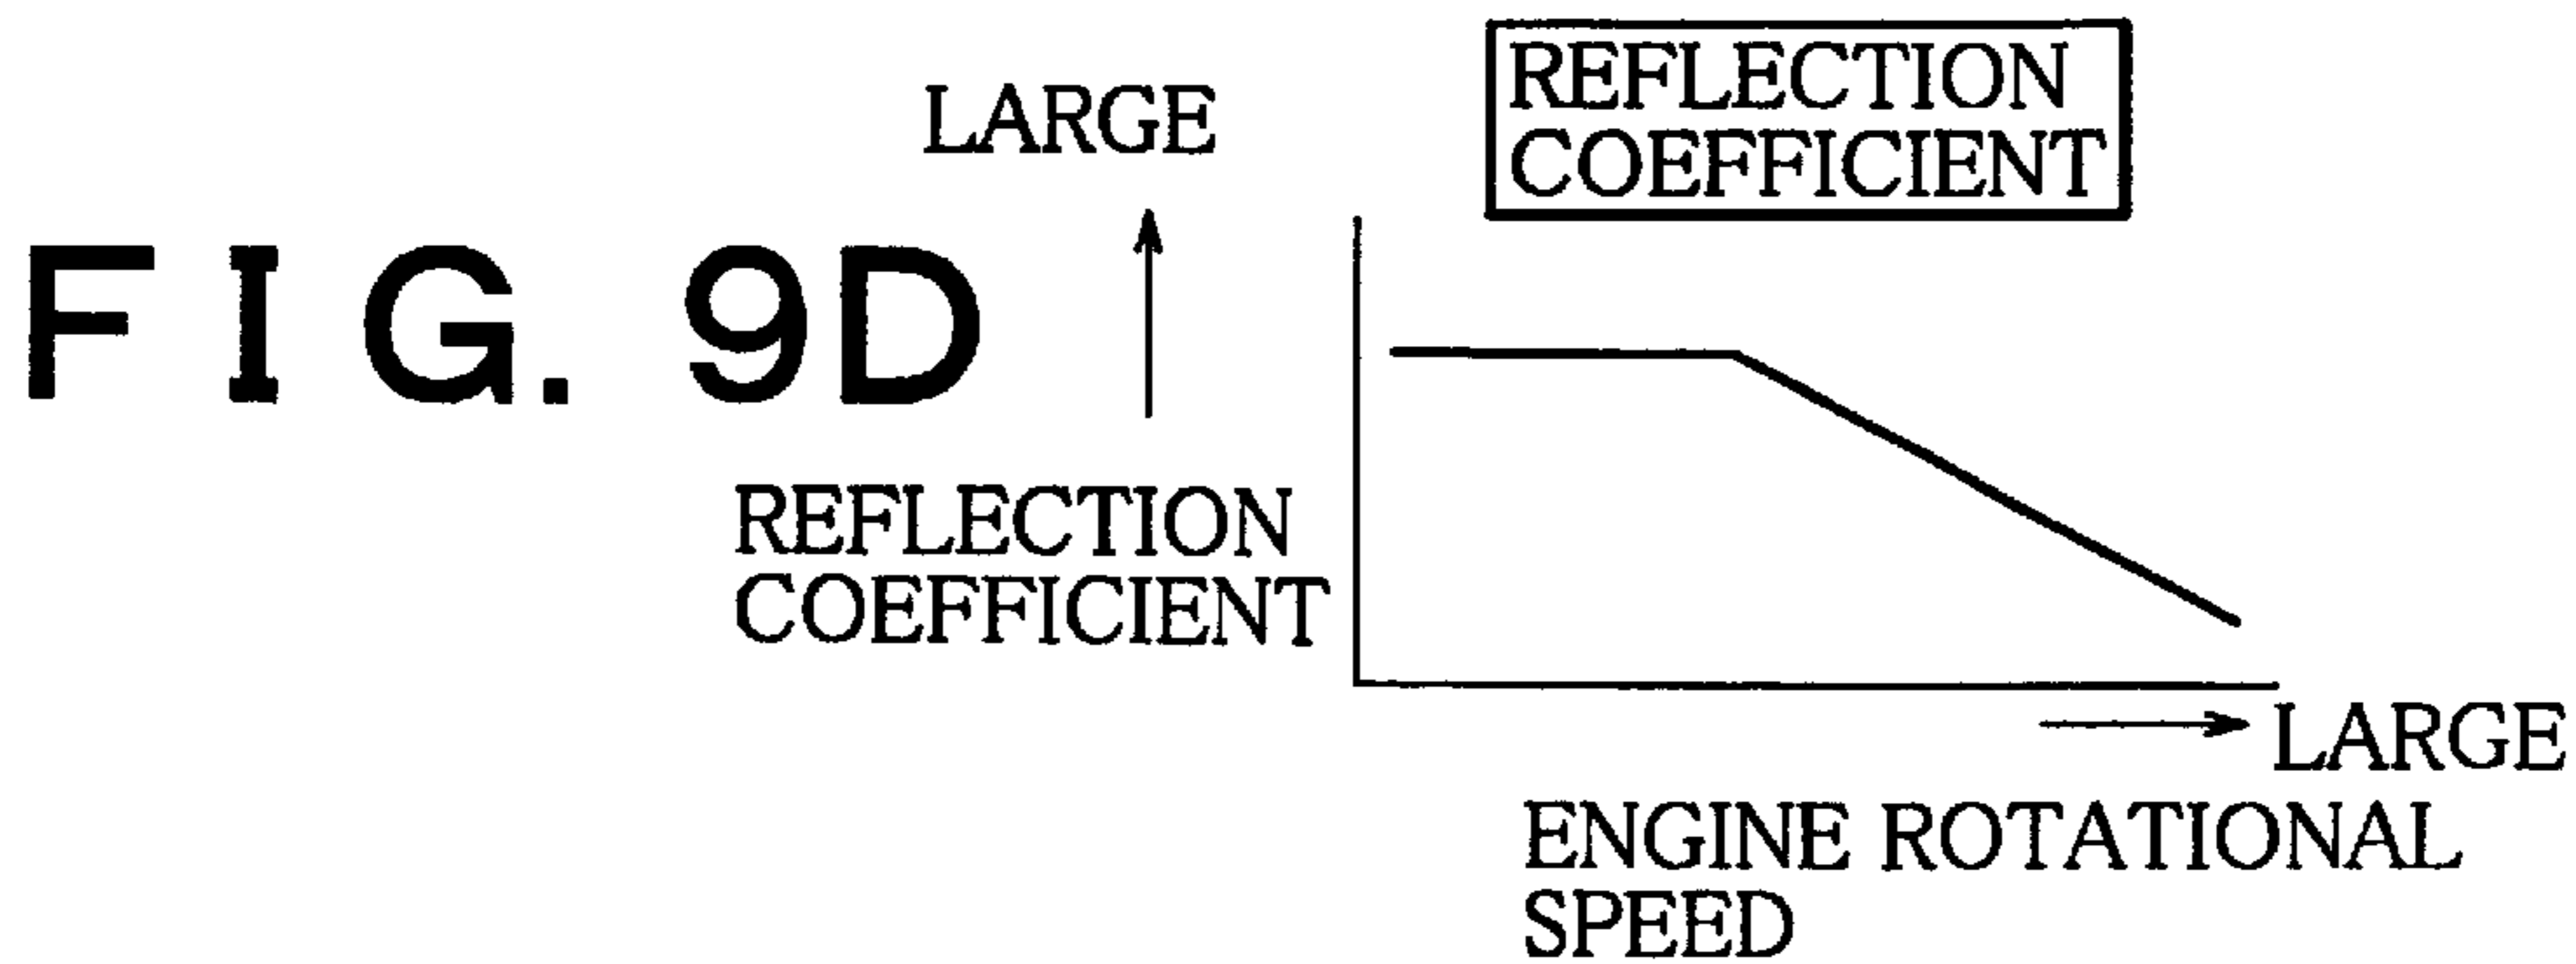 REFLECTION
COEFFICIENT
LARGE
FIG. 9D
REFLECTION
COEFFICIENT
LARGE
ENGINE ROTATIONAL
SPEED